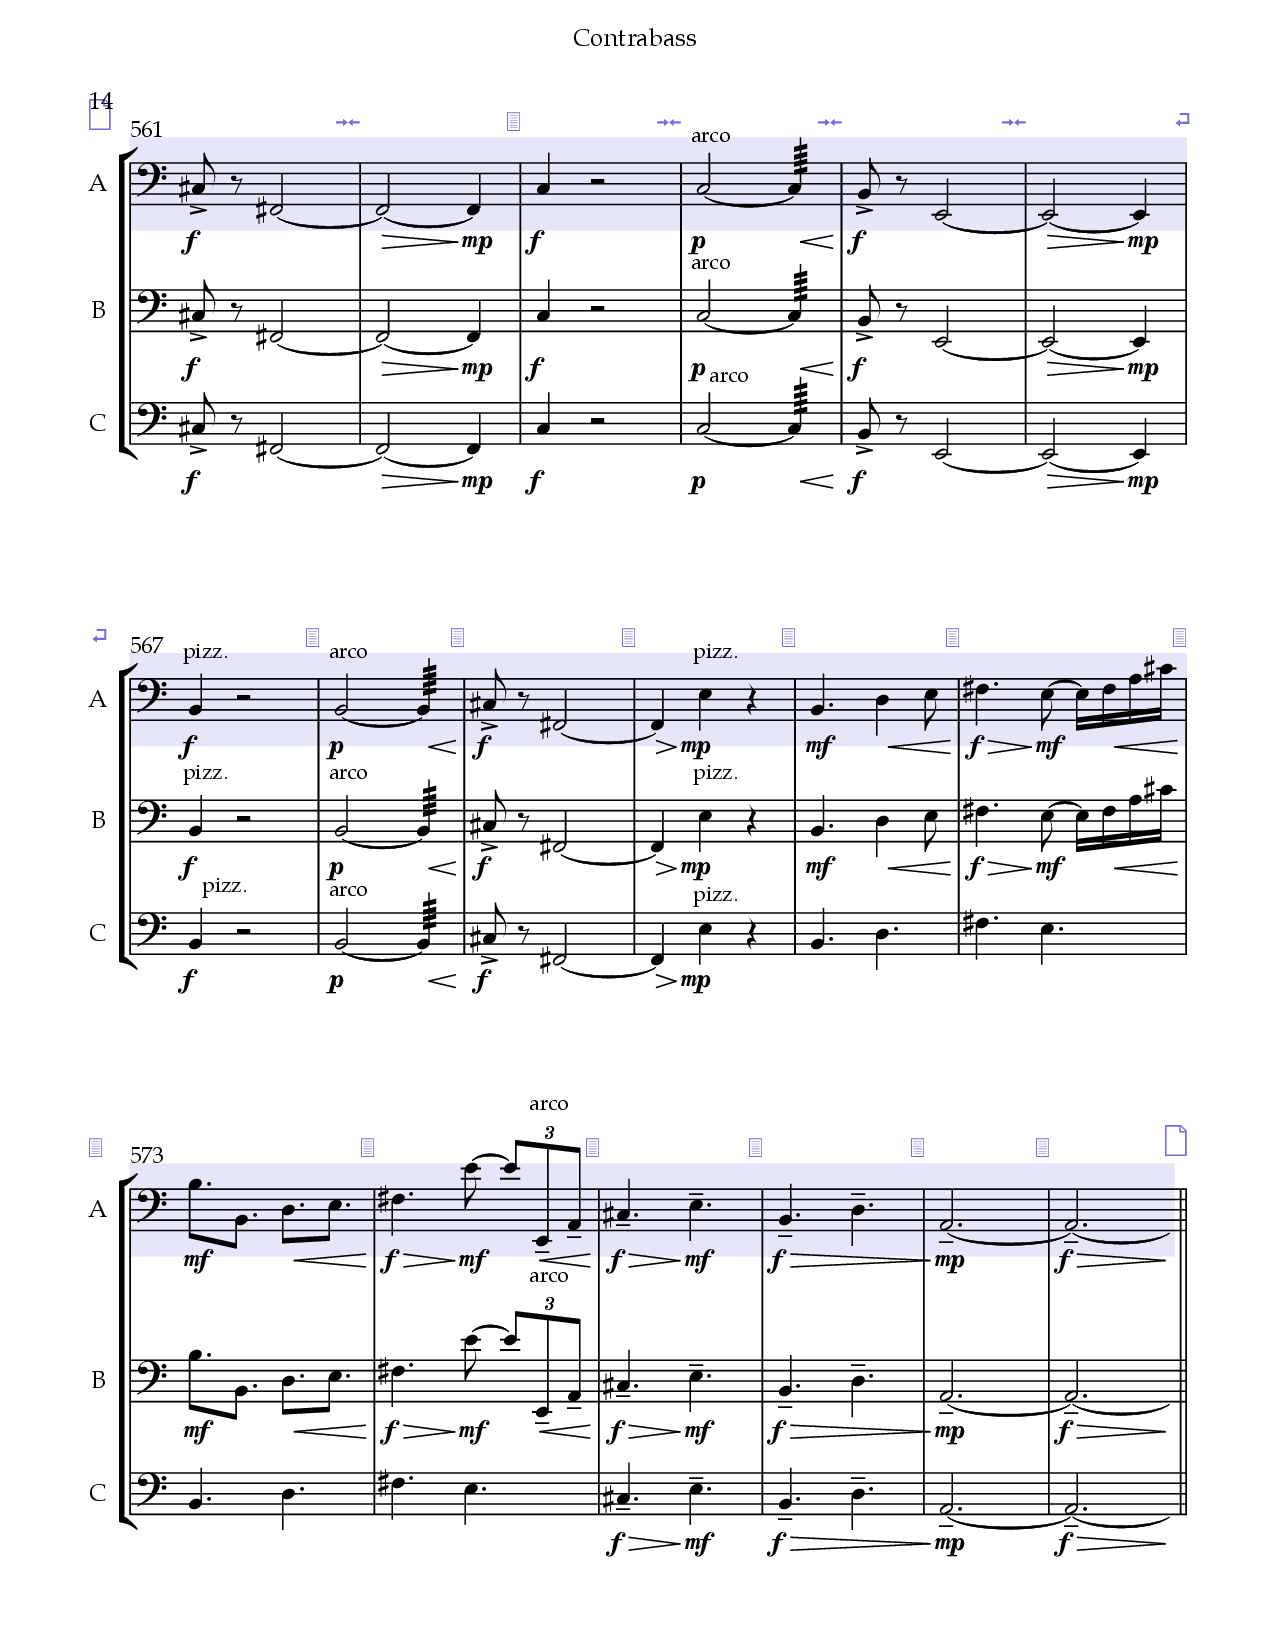 Contrabass
14
561
arco
A
f mp f p f mp
arco
B
f mp f p f mp
arco
C
f mp f p f mp
567
pizz. arco pizz.
A
f p f mp mf f mf
pizz. arco pizz.
B
f p f mp mf f mf
pizz. arco pizz.
C
f p f mp
arco
573
3
A
mf f mf f mf f mp f
arco
3
B
mf f mf f mf f mp f
C
f mf f mp f